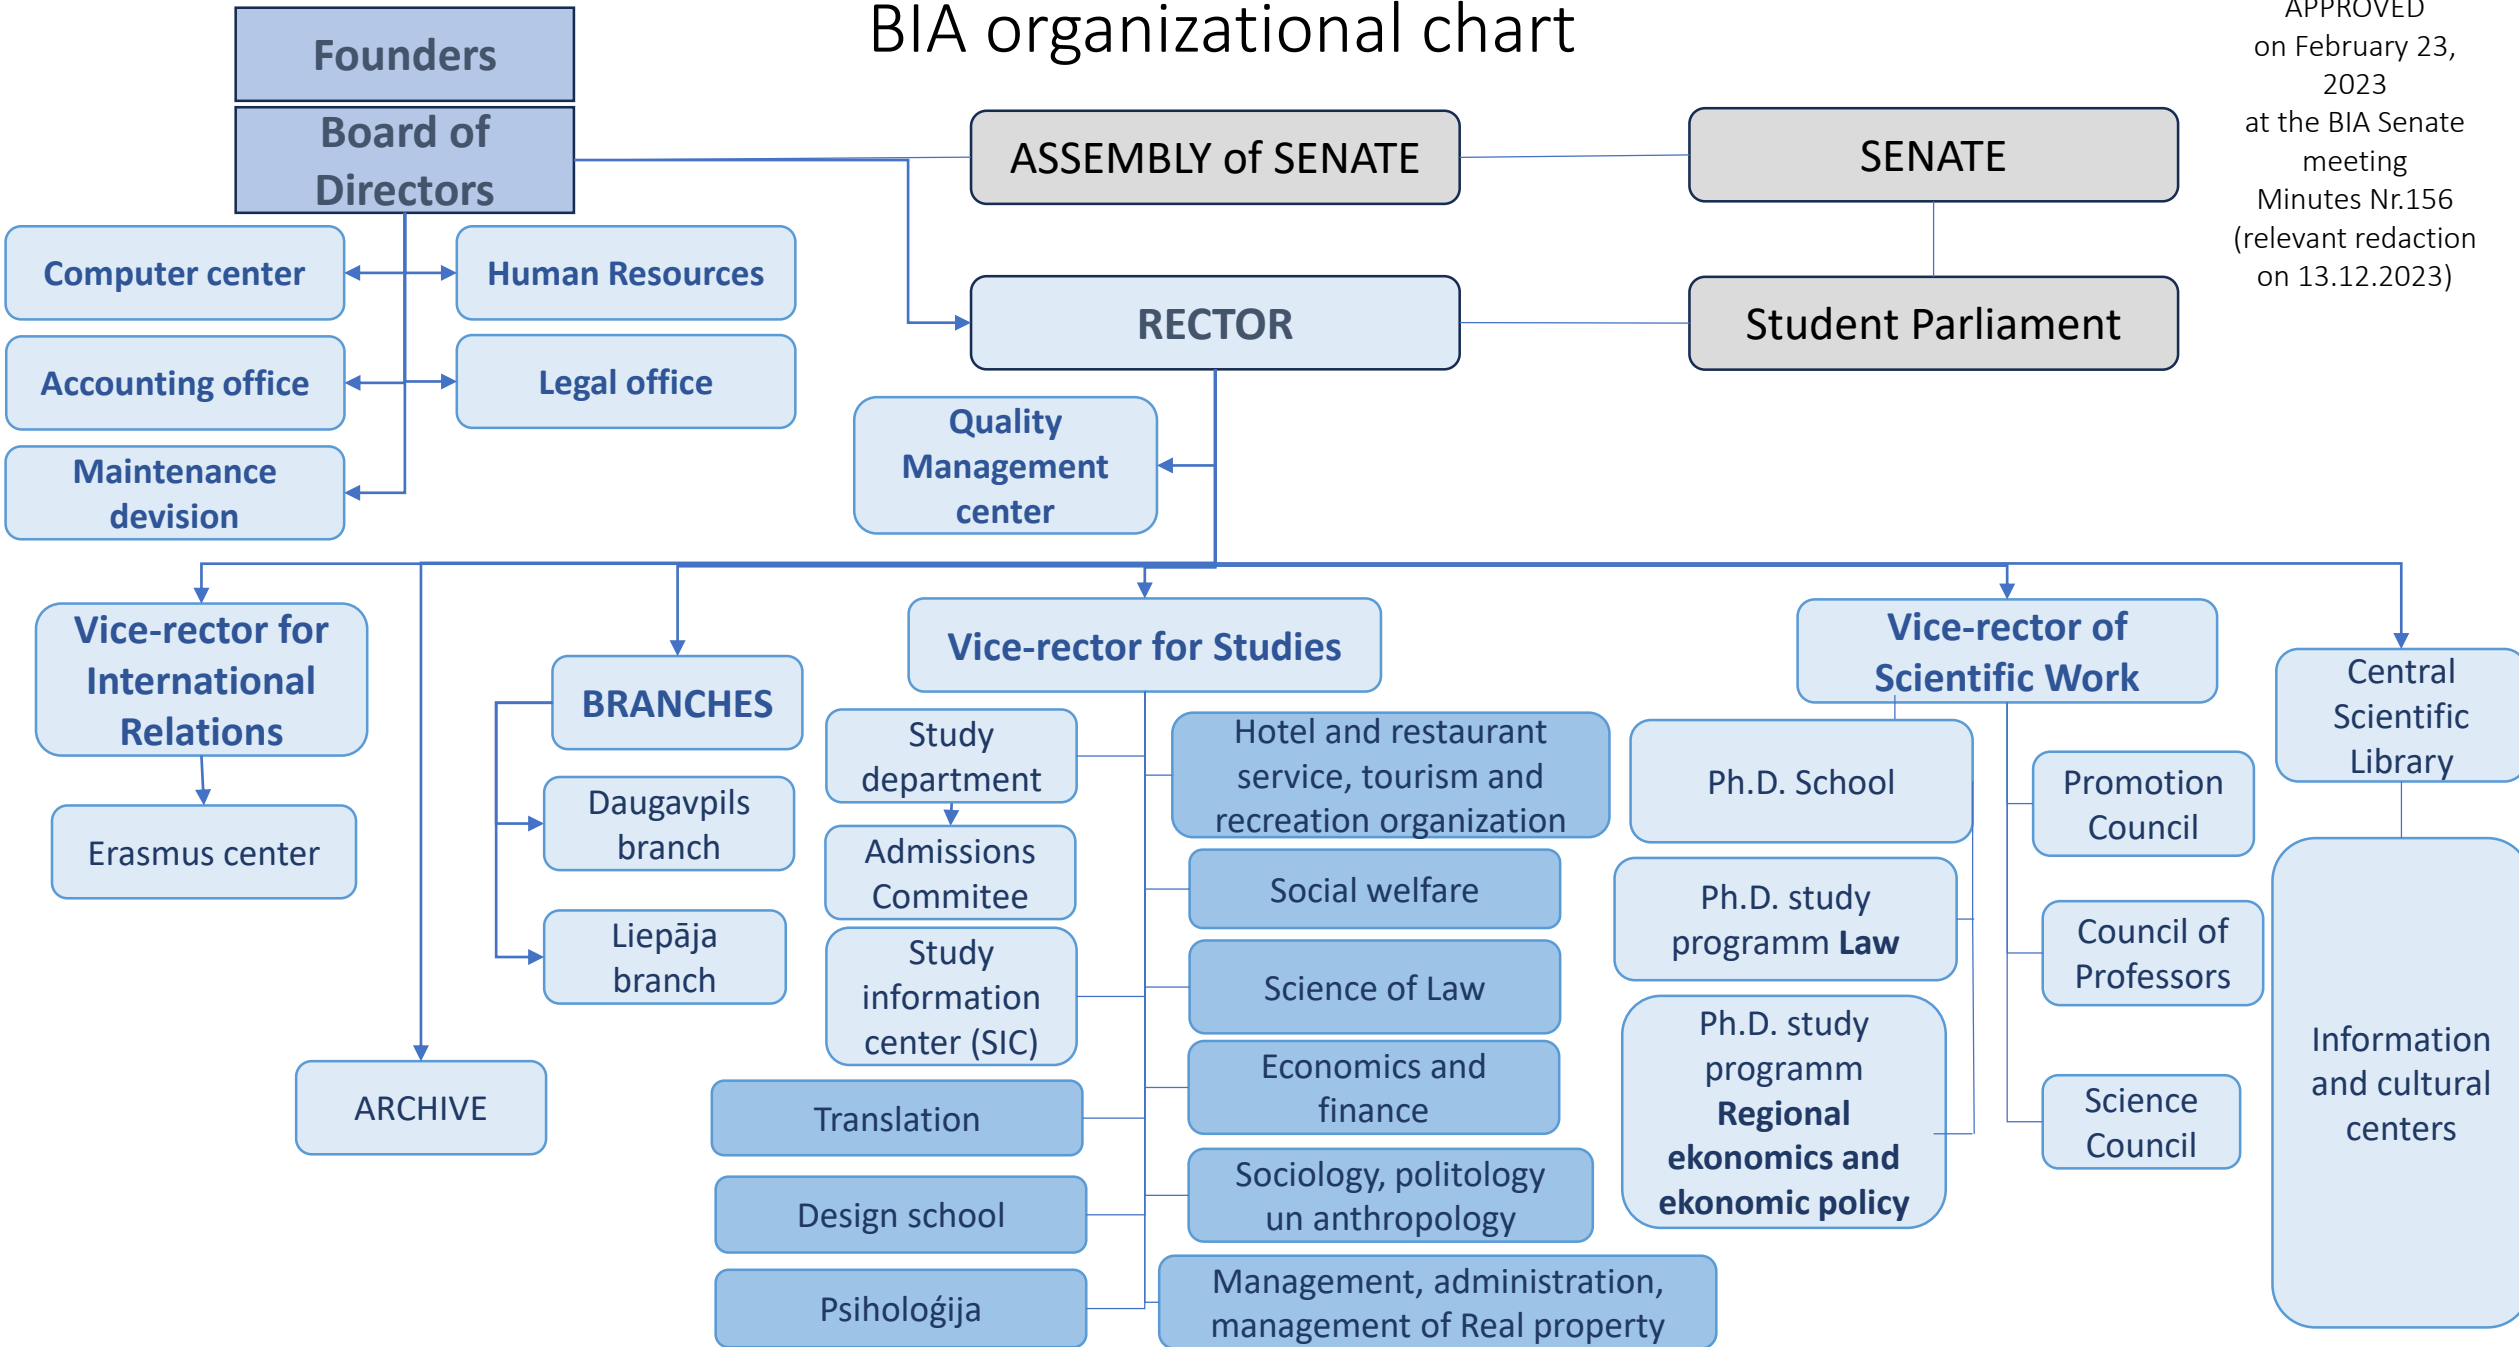 BIA organizational chart
APPROVED
on February 23,
2023
at the BIA Senate
meeting
Minutes Nr.156
(relevant redaction
on 13.12.2023)
Founders
Board of
Directors
ASSEMBLY of SENATE
SENATE
Computer center
Human Resources
RECTOR
Student Parliament
Accounting office
Legal office
Quality
Management
center
Maintenance
devision
Vice-rector for
International
Relations
Erasmus center
ARCHIVE
BRANCHES
Daugavpils
branch
Liepāja
branch
Vice-rector for Studies
Study
department
Admissions
Commitee
Study
information
center (SIC)
Translation
Design school
Psiholoģija
Hotel and restaurant
service, tourism and
recreation organization
Social welfare
Science of Law
Economics and
finance
Sociology, politology
un anthropology
Management, administration,
management of Real property
Vice-rector of
Scientific Work
Ph.D. School
Ph.D. study
programm Law
Ph.D. study
programm
Regional
ekonomics and
ekonomic policy
Promotion
Council
Council of
Professors
Science
Council
Central
Scientific
Library
Information
and cultural
centers